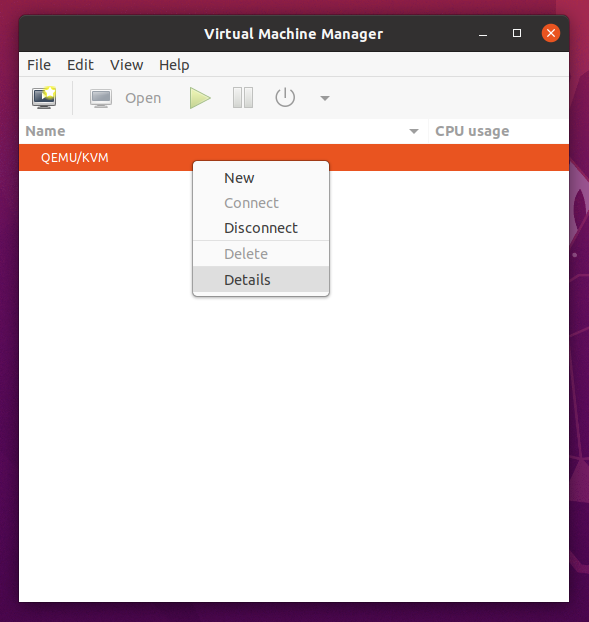 Virtual Machine Manager
File Edit View Help
Open
Name CPU usage
QEMU/KVM
New
Connect
Disconnect
Delete
Details